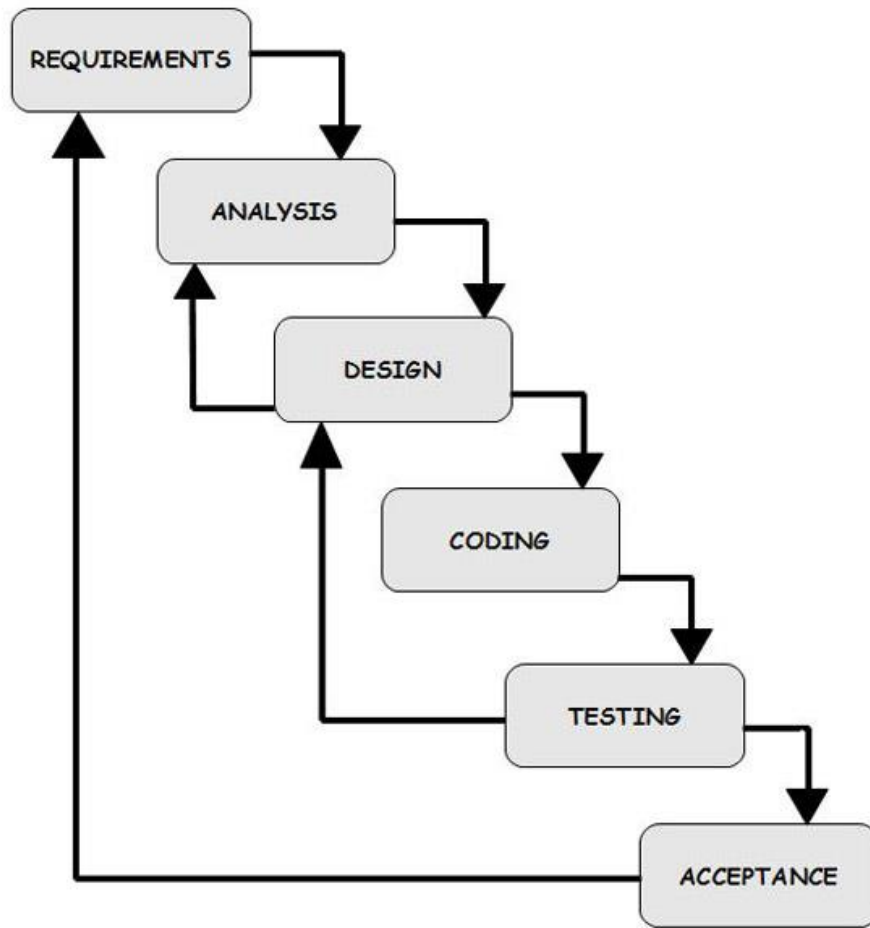 REQUIREMENTS
ANALYSIS
DESIGN
CODING
TESTING
ACCEPTANCE